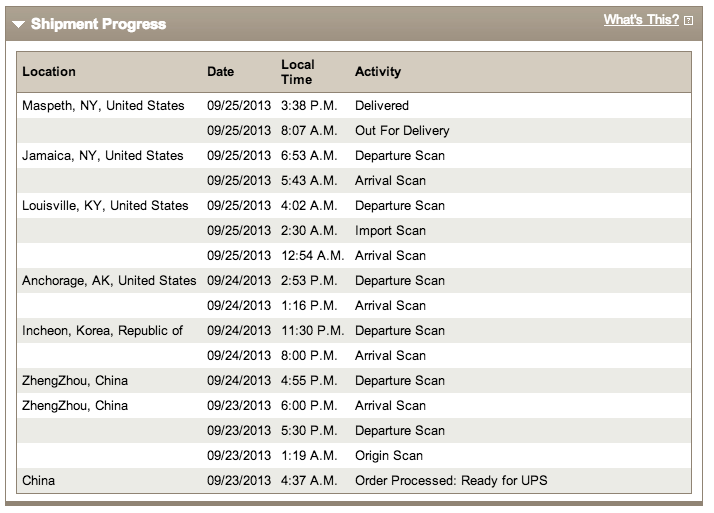 Shipment Progress What's This? ?
Location Date Local Time Activity
Maspeth, NY, United States 09/25/2013 3:38 P.M. Delivered
09/25/2013 8:07 A.M. Out For Delivery
Jamaica, NY, United States 09/25/2013 6:53 A.M. Departure Scan
09/25/2013 5:43 A.M. Arrival Scan
Louisville, KY, United States 09/25/2013 4:02 A.M. Departure Scan
09/25/2013 2:30 A.M. Import Scan
09/25/2013 12:54 A.M. Arrival Scan
Anchorage, AK, United States 09/24/2013 2:53 P.M. Departure Scan
09/24/2013 1:16 P.M. Arrival Scan
Incheon, Korea, Republic of 09/24/2013 11:30 P.M. Departure Scan
09/24/2013 8:00 P.M. Arrival Scan
ZhengZhou, China 09/24/2013 4:55 P.M. Departure Scan
ZhengZhou, China 09/23/2013 6:00 P.M. Arrival Scan
09/23/2013 5:30 P.M. Departure Scan
09/23/2013 1:19 A.M. Origin Scan
China 09/23/2013 4:37 A.M. Order Processed: Ready for UPS